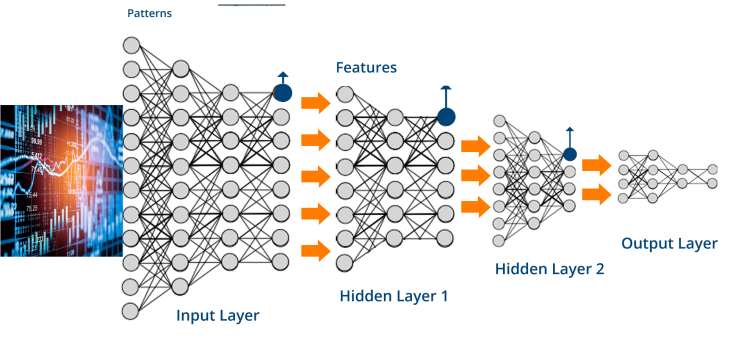 Patterns
Features
Input Layer
Hidden Layer 1
Hidden Layer 2
Output Layer